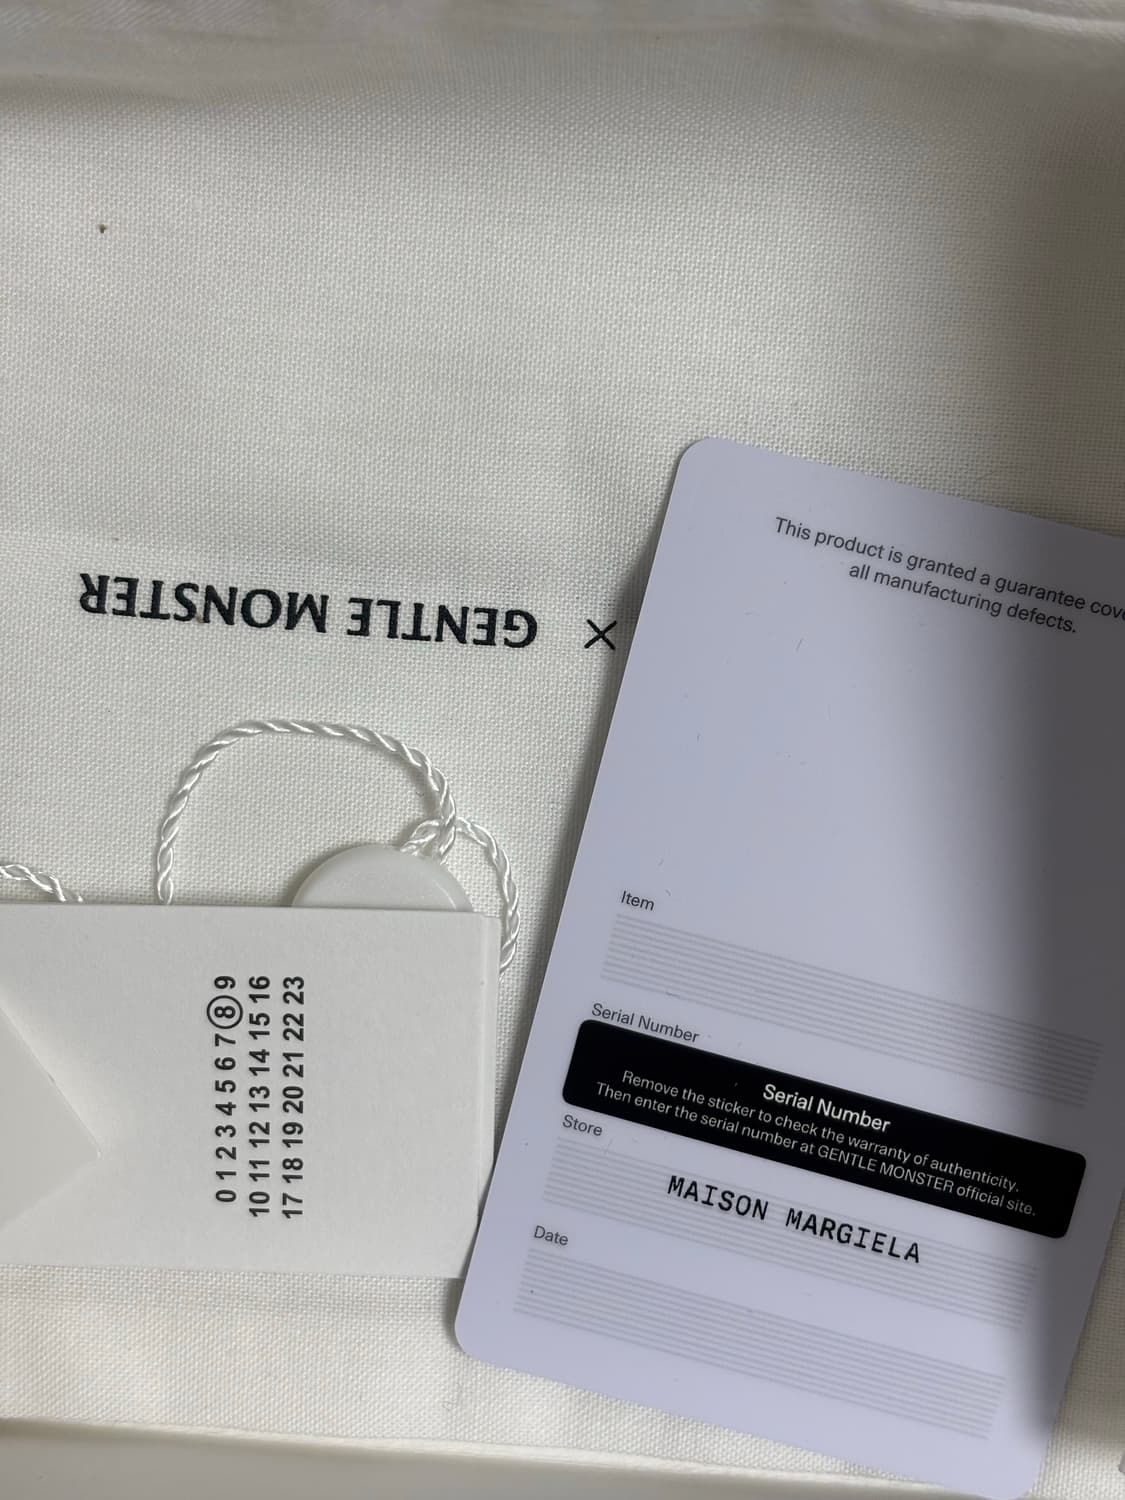 GENTLE MONSTER ×
This product is granted a guarantee
all manufacturing defects.
Item
Serial Number
Serial Number
Remove the sticker to check the warranty of authenticity.
Then enter the serial number at GENTLE MONSTER official site.
Store
MAISON MARGIELA
Date
0 1 2 3 4 5 6 7 8 9
10 11 12 13 14 15 16
17 18 19 20 21 22 23